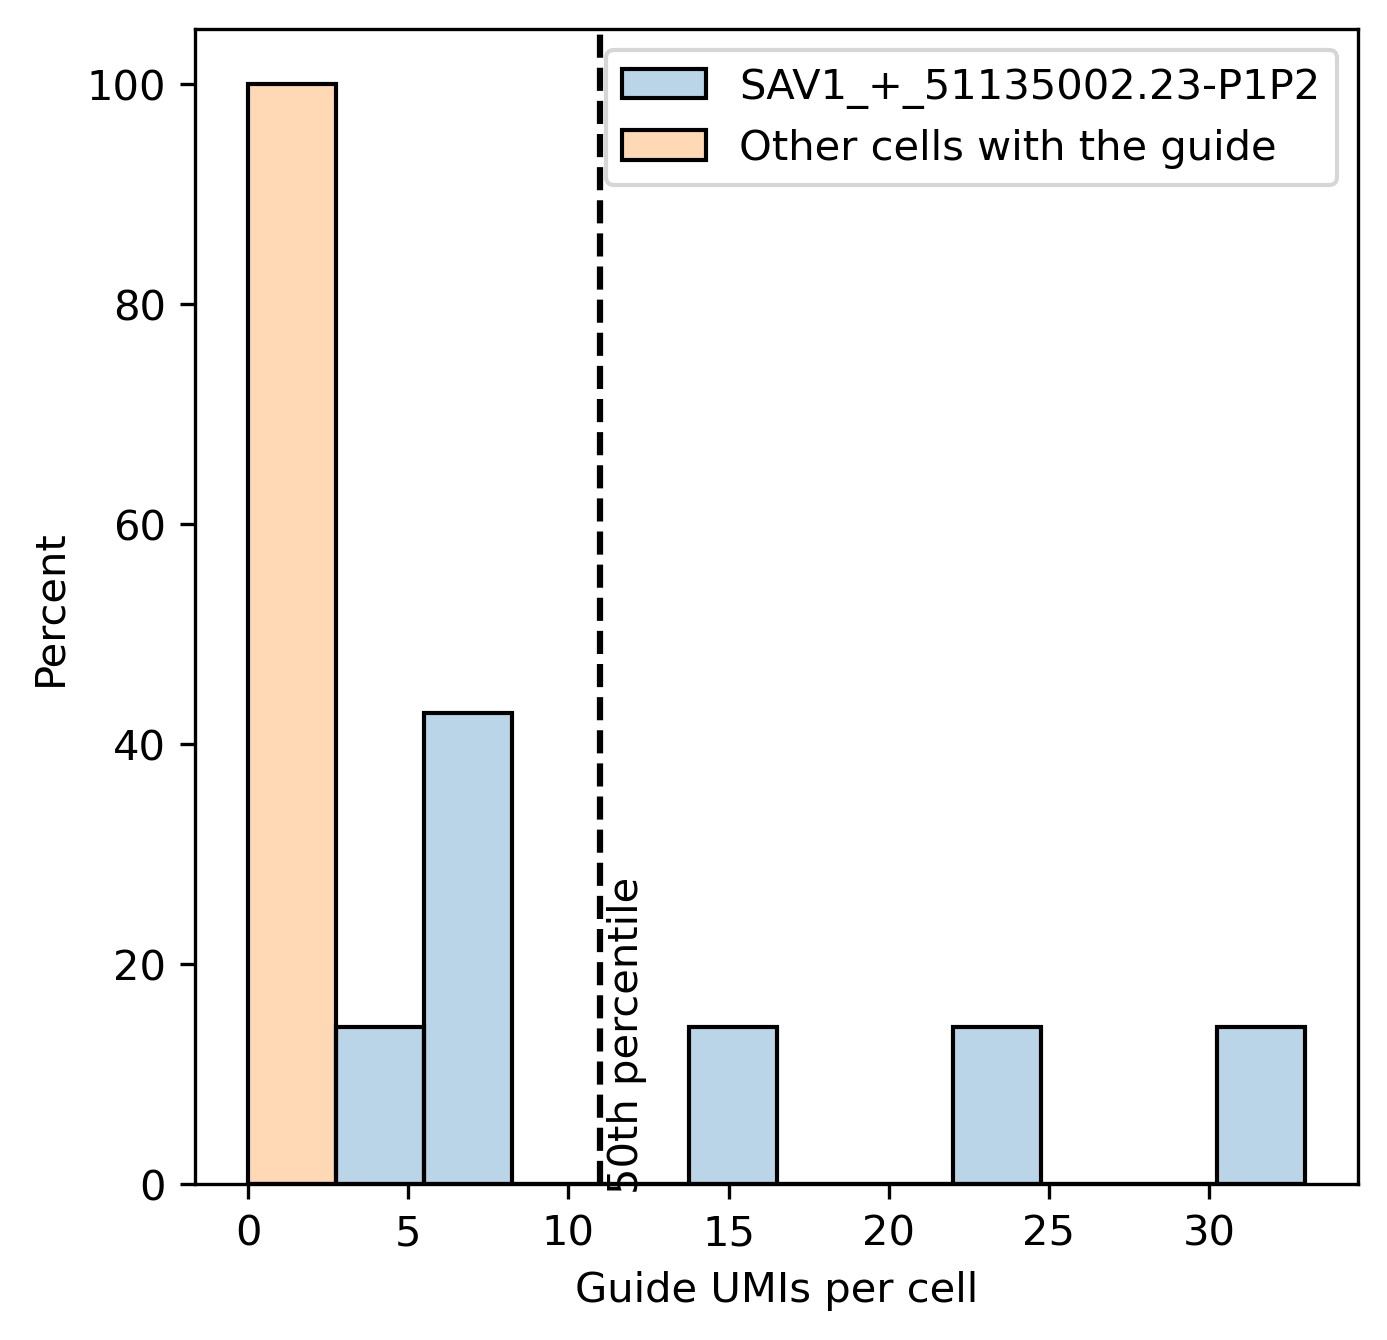 SAV1_+_51135002.23-P1P2
Other cells with the guide
100
80
60
40
20
0
Percent
50th percentile
0 5 10 15 20 25 30
Guide UMIs per cell